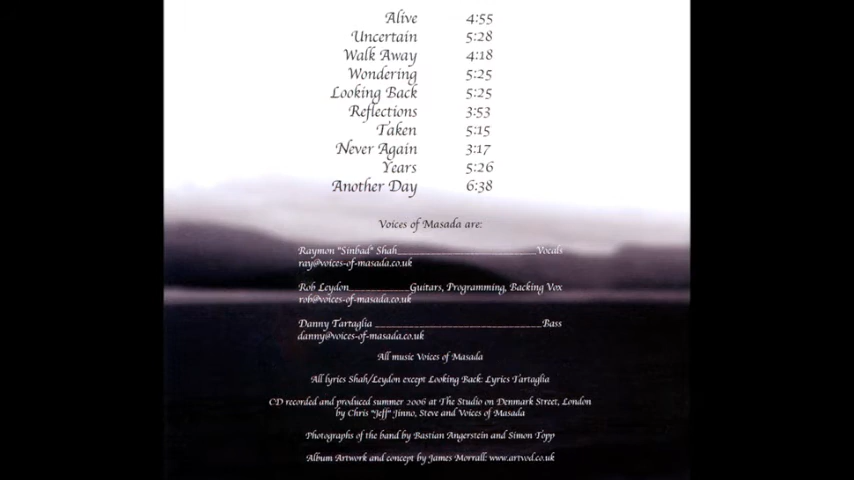 Alive 4:55
Uncertain 5:28
Walk Away 4:18
Wondering 5:25
Looking Back 5:25
Reflections 3:53
Taken 5:15
Never Again 3:17
Years 5:26
Another Day 6:38
Voices of Masada are:
Raymon "Sinbad" Shah Vocals
ray@voices-of-masada.co.uk
Rob Leydon Guitars, Programming, Backing Vox
rob@voices-of-masada.co.uk
Danny Tartaglia Bass
danny@voices-of-masada.co.uk
All music Voices of Masada
All lyrics Shah/Leydon except Looking Back: Lyrics Tartaglia
CD recorded and produced summer 2006 at The Studio on Denmark Street, London
by Chris "Jeff" Jinno, Steve and Voices of Masada
Photographs of the band by Bastian Angerstein and Simon Topp
Album Artwork and concept by James Morrall: www.artvod.co.uk